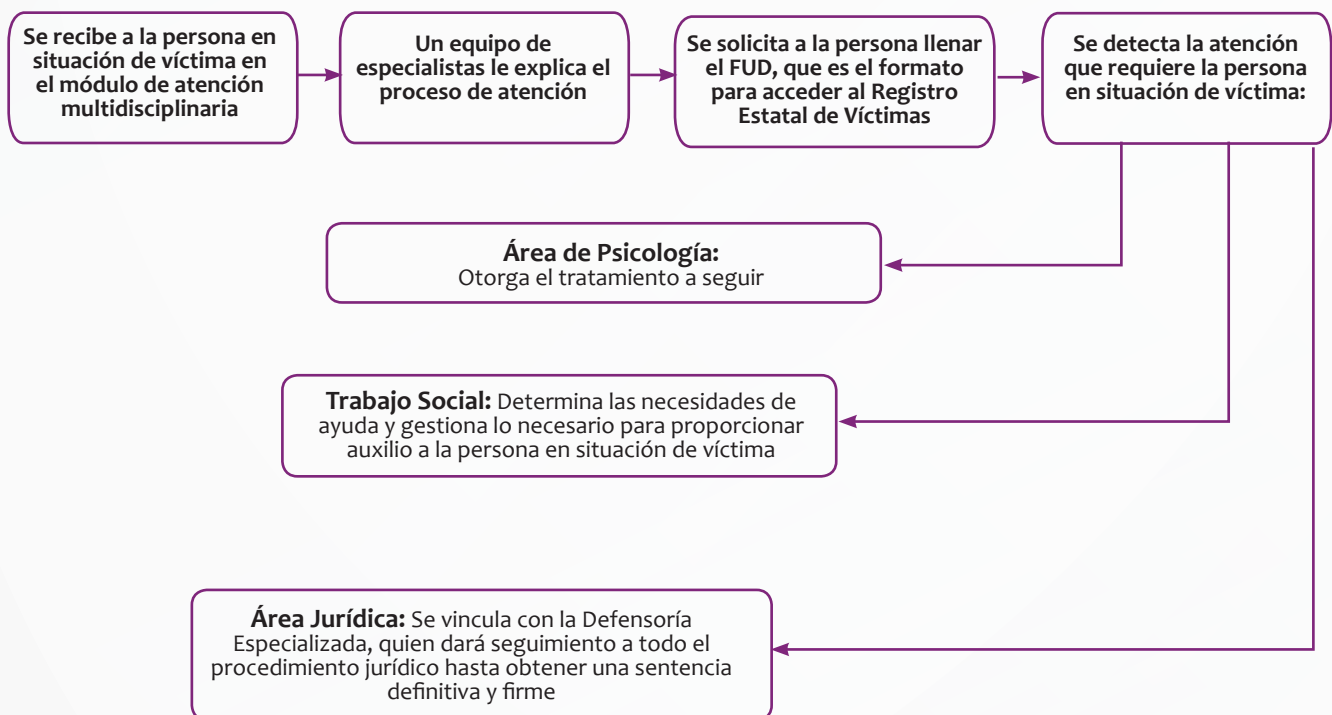 Se recibe a la persona en
situación de víctima en
el módulo de atención
multidisciplinaria
Un equipo de
especialistas le explica el
proceso de atención
Se solicita a la persona llenar
el FUD, que es el formato
para acceder al Registro
Estatal de Víctimas
Se detecta la atención
que requiere la persona
en situación de víctima:
Área de Psicología:
Otorga el tratamiento a seguir
Trabajo Social: Determina las necesidades de
ayuda y gestiona lo necesario para proporcionar
auxilio a la persona en situación de víctima
Área Jurídica: Se vincula con la Defensoría
Especializada, quien dará seguimiento a todo el
procedimiento jurídico hasta obtener una sentencia
definitiva y firme